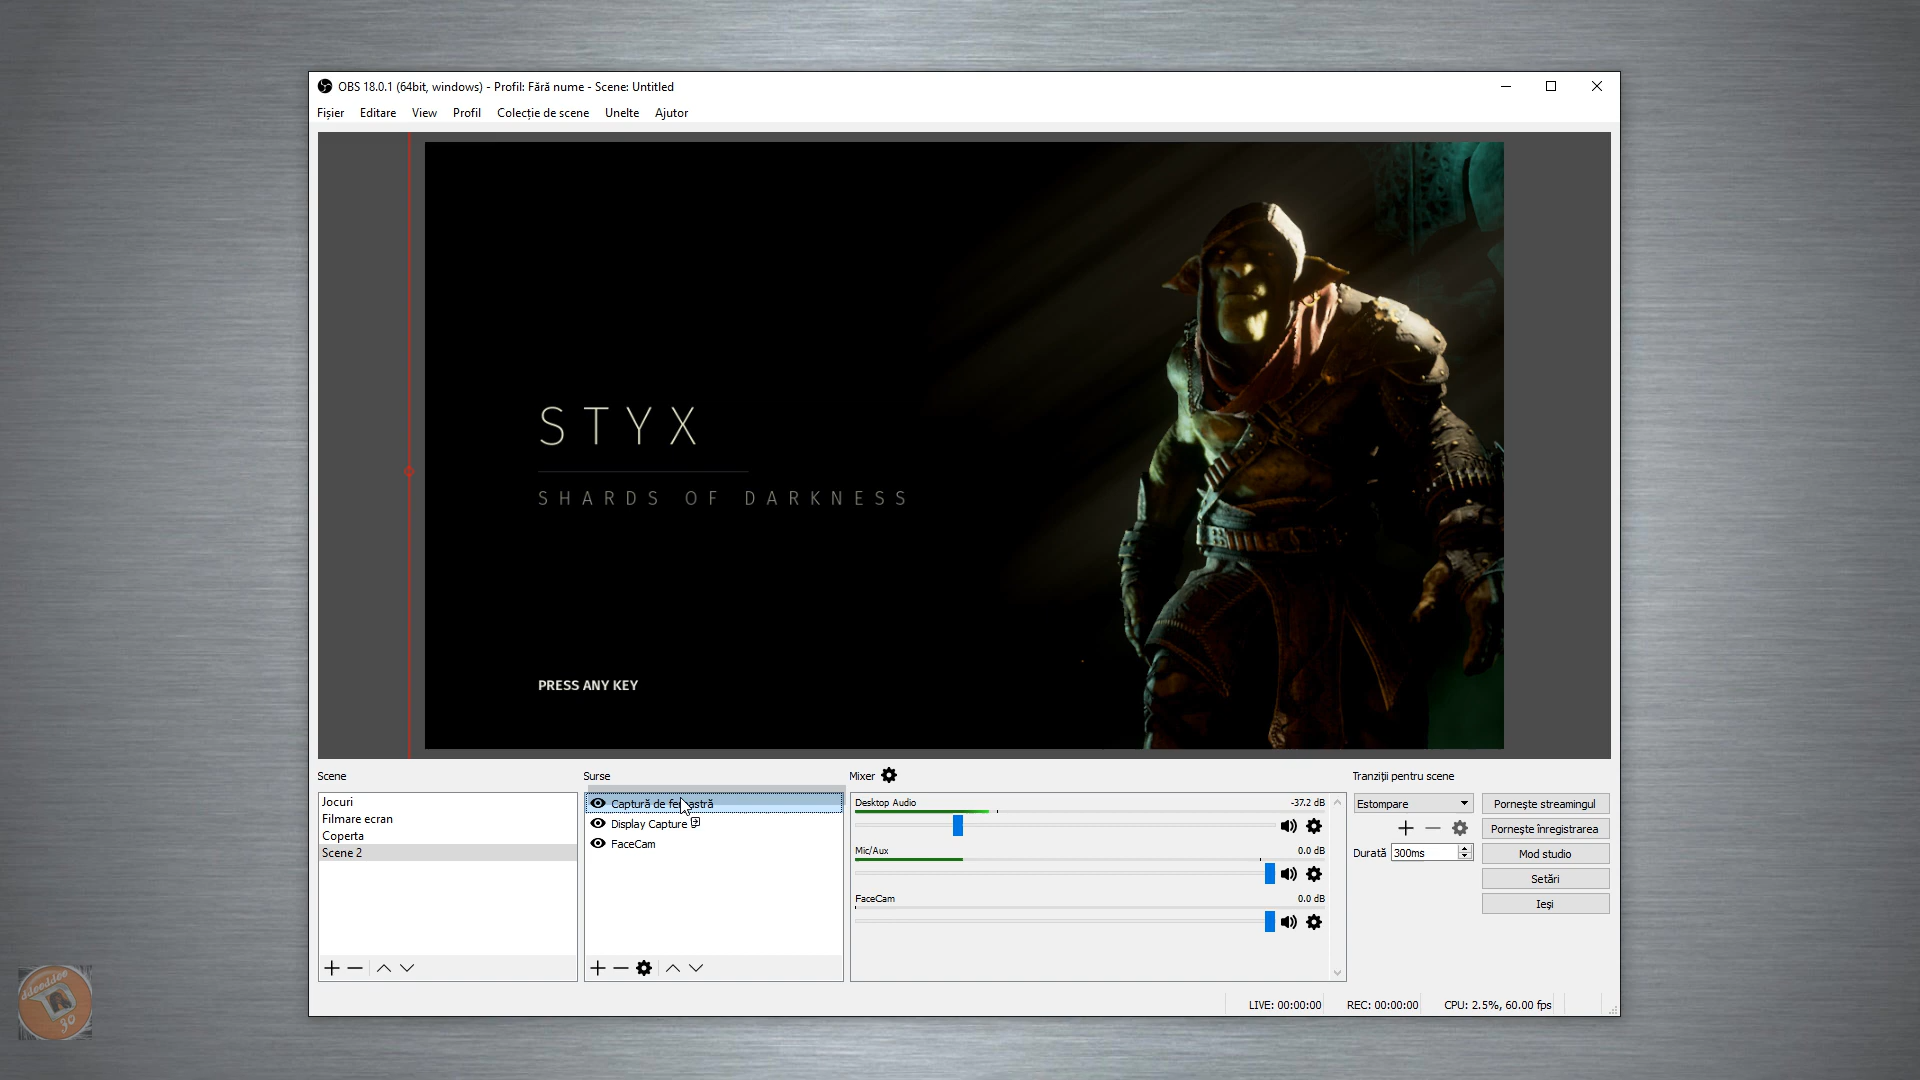 OBS 18.0.1 (64bit, windows) - Profil: Fără nume - Scene: Untitled
Fișier Editare View Profil Colecție de scene Unelte Ajutor
STYX
SHARDS OF DARKNESS
PRESS ANY KEY
Scene
Jocuri
Filmare ecran
Coperta
Scene 2
Surse
Captură de fereastră
Display Capture
FaceCam
Mixer
Desktop Audio -37.2 dB
Mic/Aux 0.0 dB
FaceCam 0.0 dB
Tranziții pentru scene
Estompare
Durată 300ms
Pornește streamingul
Pornește înregistrarea
Mod studio
Setări
Ieși
LIVE: 00:00:00 REC: 00:00:00 CPU: 2.5%, 60.00 fps
30